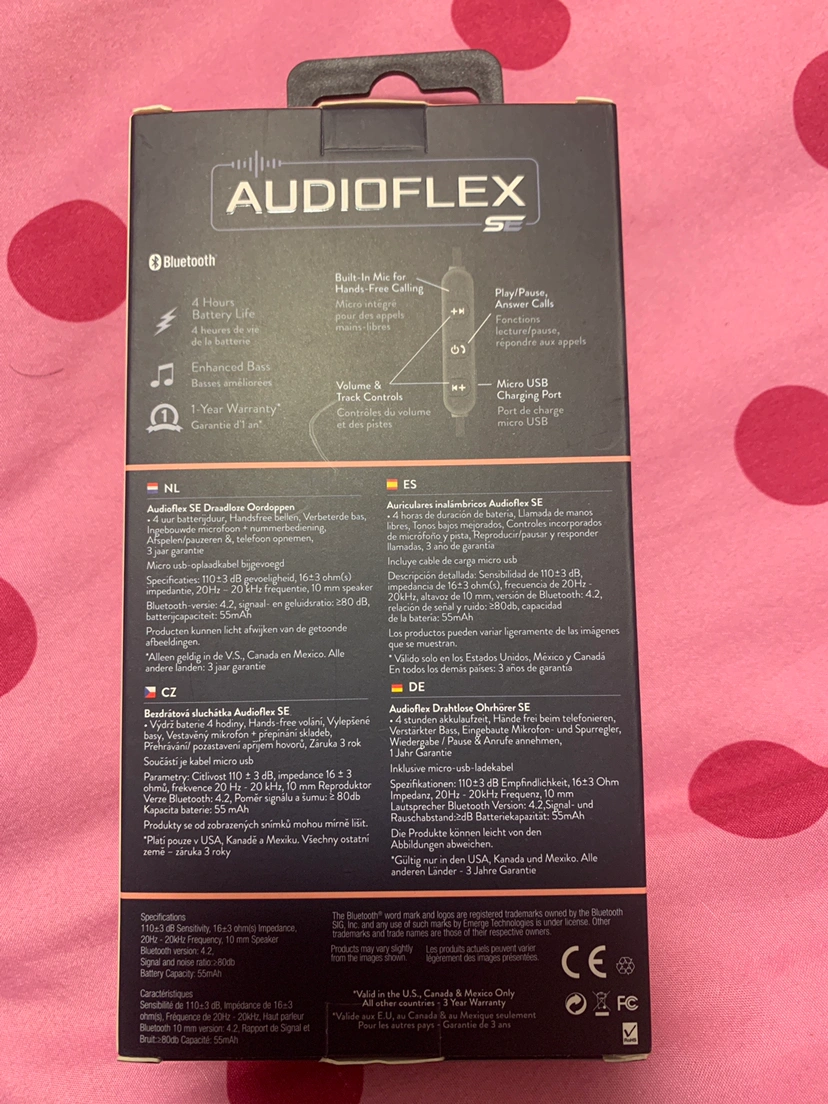 AUDIOFLEX
SE
Bluetooth
4 Hours
Battery Life
4 heures de vie
de la batterie
Enhanced Bass
Basses améliorées
1
1-Year Warranty*
Garantie d'1 an*
Built-In Mic for
Hands-Free Calling
Micro intégré
pour des appels
mains-libres
Play/Pause,
Answer Calls
Fonctions
lecture/pause,
répondre aux appels
Volume &
Track Controls
Contrôles du volume
et des pistes
Micro USB
Charging Port
Port de charge
micro USB
NL
Audioflex SE Draadloze Oordoppen
• 4 uur batterijduur, Handsfree bellen, Verbeterde bas,
Ingebouwde microfoon + nummerbediening,
Afspelen/pauzeren &, telefoon opnemen,
3 jaar garantie
Micro usb-oplaadkabel bijgevoegd
Specificaties: 110±3 dB gevoeligheid, 16±3 ohm(s)
impedantie, 20Hz – 20 kHz frequentie, 10 mm speaker
Bluetooth-versie: 4.2, signaal- en geluidsratio: ≥80 dB,
batterijcapaciteit: 55mAh
Producten kunnen licht afwijken van de getoonde
afbeeldingen.
*Alleen geldig in de V.S., Canada en Mexico. Alle
andere landen: 3 jaar garantie
ES
Auriculares inalámbricos Audioflex SE
• 4 horas de duración de bateria, Llamada de manos
libres, Tonos bajos mejorados, Controles incorporados
de micrófono y pista, Reproducir/pausar y responder
llamadas, 3 año de garantia
Incluye cable de carga micro usb
Descripción detallada: Sensibilidad de 110±3 dB,
impedancia de 16±3 ohm(s), frecuencia de 20Hz -
20kHz, altavoz de 10 mm, versión de Bluetooth: 4.2,
relación de señal y ruido: ≥80db, capacidad
de la batería: 55mAh
Los productos pueden variar ligeramente de las imágenes
que se muestran.
* Válido solo en los Estados Unidos, México y Canadá
En todos los demás países: 3 años de garantía
CZ
Bezdrátová sluchátka Audioflex SE
• Výdrž baterie 4 hodiny, Hands-free volání, Vylepšené
basy, Vestavěný mikrofon + přepínání skladeb,
Přehrávání/ pozastavení apříjem hovorů, Záruka 3 rok
Součástí je kabel micro usb
Parametry: Citlivost 110 ± 3 dB, impedance 16 ± 3
ohmů, frekvence 20 Hz - 20 kHz, 10 mm Reproduktor
Verze Bluetooth: 4.2, Poměr signálu a šumu: ≥ 80db
Kapacita baterie: 55 mAh
Produkty se od zobrazených snímků mohou mírně lišit.
*Platí pouze v USA, Kanadě a Mexiku. Všechny ostatní
země – záruka 3 roky
DE
Audioflex Drahtlose Ohrhörer SE
• 4 stunden akkulaufzeit, Hände frei beim telefonieren,
Verstärkter Bass, Eingebaute Mikrofon- und Spurregler,
Wiedergabe / Pause & Anrufe annehmen,
1 Jahr Garantie
Inklusive micro-usb-ladekabel
Spezifikationen: 110±3 dB Empfindlichkeit, 16±3 Ohm
Impedanz, 20Hz - 20kHz Frequenz, 10 mm
Lautsprecher Bluetooth Version: 4.2,Signal- und
Rauschabstand:≥dB Batteriekapazität: 55mAh
Die Produkte können leicht von den
Abbildungen abweichen.
*Gültig nur in den USA, Kanada und Mexiko. Alle
anderen Länder - 3 Jahre Garantie
Specifications
110±3 dB Sensitivity, 16±3 ohm(s) Impedance,
20Hz - 20kHz Frequency, 10 mm Speaker
Bluetooth version: 4.2,
Signal and noise ratio:≥80db
Battery Capacity: 55mAh
Caractéristiques
Sensibilité de 110±3 dB, Impédance de 16±3
ohm(s), Fréquence de 20Hz - 20kHz, Haut parleur
Bluetooth 10 mm version: 4.2, Rapport de Signal et
Bruit:≥80db Capacité: 55mAh
The Bluetooth® word mark and logos are registered trademarks owned by the Bluetooth
SIG, Inc. and any use of such marks by Emerge Technologies is under license. Other
trademarks and trade names are those of their respective owners.
Products may vary slightly
from the images shown.
Les produits actuels peuvent varier
légèrement des images présentées.
*Valid in the U.S., Canada & Mexico Only
All other countries - 3 Year Warranty
*Valide aux E.U, au Canada & au Mexique seulement
Pour les autres pays - Garantie de 3 ans
CE
FC
RoHS